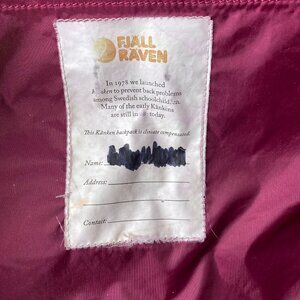 FJÄLL
RÄVEN
In 1978 we launched
to prevent back problems
among Swedish schoolchildren.
Many of the early Kånkens
are still in use today.
This Kånken backpack is climate compensated.
Name:
Address:
Contact: